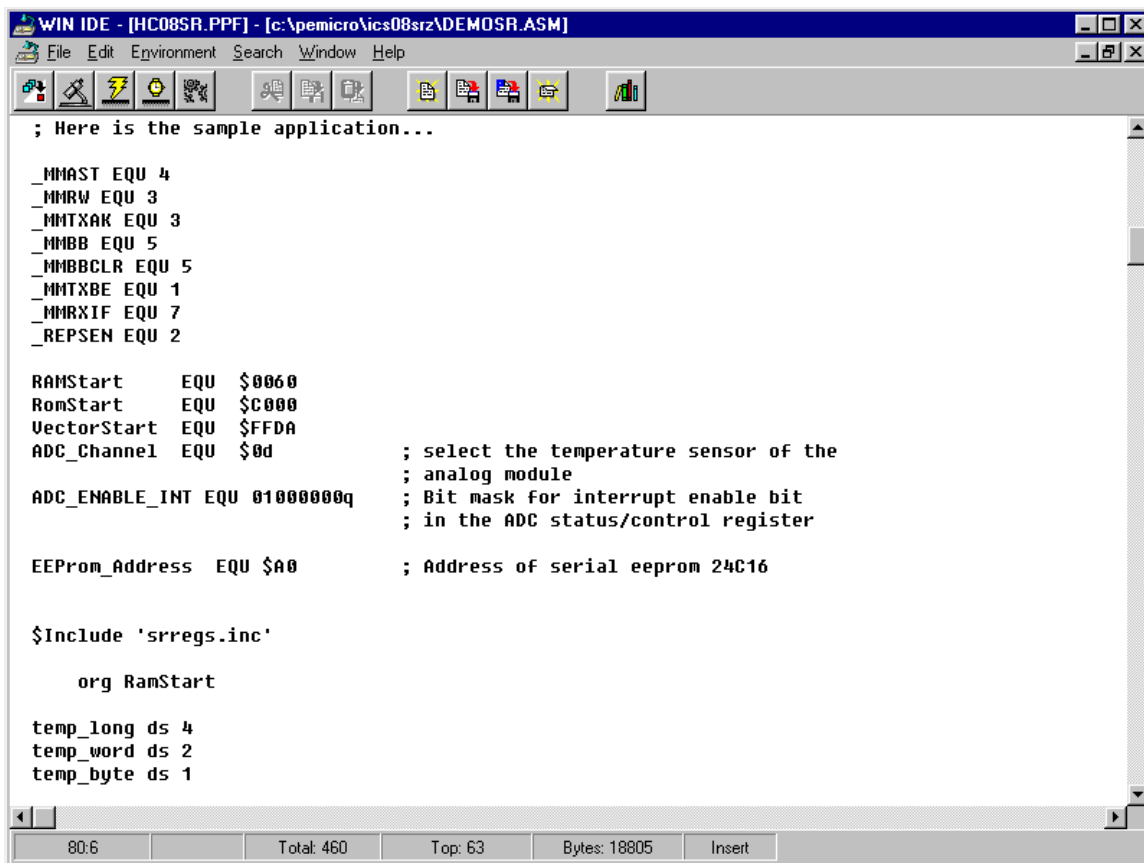 WIN IDE - [HC08SR.PPF] - [c:\pemicro\ics08srz\DEMOSR.ASM]
File Edit Environment Search Window Help
; Here is the sample application...
_MMAST EQU 4
_MMRW EQU 3
_MMTXAK EQU 3
_MMBB EQU 5
_MMBBCLR EQU 5
_MMTXBE EQU 1
_MMRXIF EQU 7
_REPSEN EQU 2
RAMStart EQU $0060
RomStart EQU $C000
VectorStart EQU $FFDA
ADC_Channel EQU $0d ; select the temperature sensor of the
; analog module
ADC_ENABLE_INT EQU 01000000q ; Bit mask for interrupt enable bit
; in the ADC status/control register
EEProm_Address EQU $A0 ; Address of serial eeprom 24C16
$Include 'srregs.inc'
org RamStart
temp_long ds 4
temp_word ds 2
temp_byte ds 1
80:6 Total: 460 Top: 63 Bytes: 18805 Insert